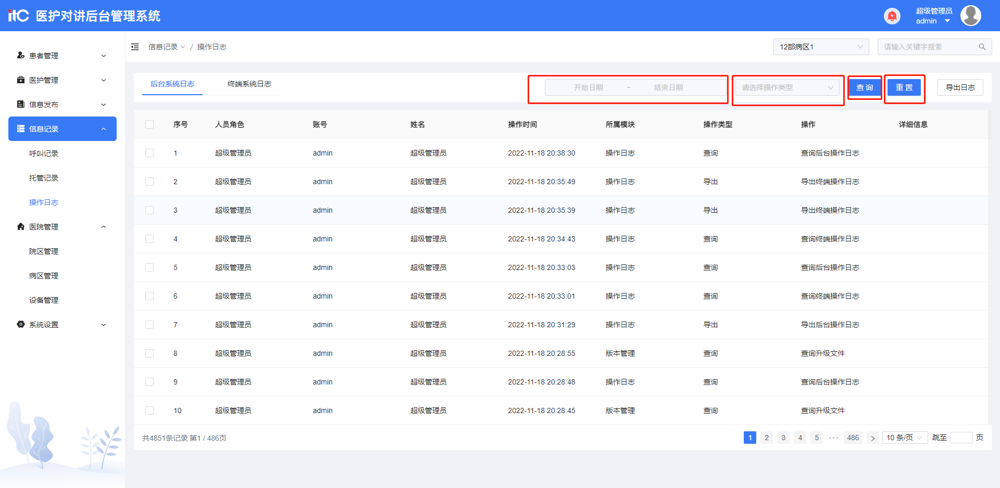 itC 医护对讲后台管理系统
超级管理员
admin
患者管理
医护管理
信息发布
信息记录
呼叫记录
托管记录
操作日志
医院管理
院区管理
病区管理
设备管理
系统设置
信息记录 / 操作日志
12部病区1
请输入关键字搜索
后台系统日志 终端系统日志
开始日期 ~ 结束日期
请选择操作类型
查 询
重 置
导出日志
序号 人员角色 账号 姓名 操作时间 所属模块 操作类型 操作 详细信息
1 超级管理员 admin 超级管理员 2022-11-18 20:38:30 操作日志 查询 查询后台操作日志
2 超级管理员 admin 超级管理员 2022-11-18 20:35:49 操作日志 导出 导出终端操作日志
3 超级管理员 admin 超级管理员 2022-11-18 20:35:39 操作日志 导出 导出终端操作日志
4 超级管理员 admin 超级管理员 2022-11-18 20:34:43 操作日志 查询 查询终端操作日志
5 超级管理员 admin 超级管理员 2022-11-18 20:33:03 操作日志 查询 查询后台操作日志
6 超级管理员 admin 超级管理员 2022-11-18 20:33:01 操作日志 查询 查询终端操作日志
7 超级管理员 admin 超级管理员 2022-11-18 20:31:29 操作日志 导出 导出后台操作日志
8 超级管理员 admin 超级管理员 2022-11-18 20:28:55 版本管理 查询 查询升级文件
9 超级管理员 admin 超级管理员 2022-11-18 20:28:48 操作日志 查询 查询后台操作日志
10 超级管理员 admin 超级管理员 2022-11-18 20:28:45 版本管理 查询 查询升级文件
共4851条记录 第1 / 486页
1 2 3 4 5 ••• 486 > 10 条/页 跳至 页